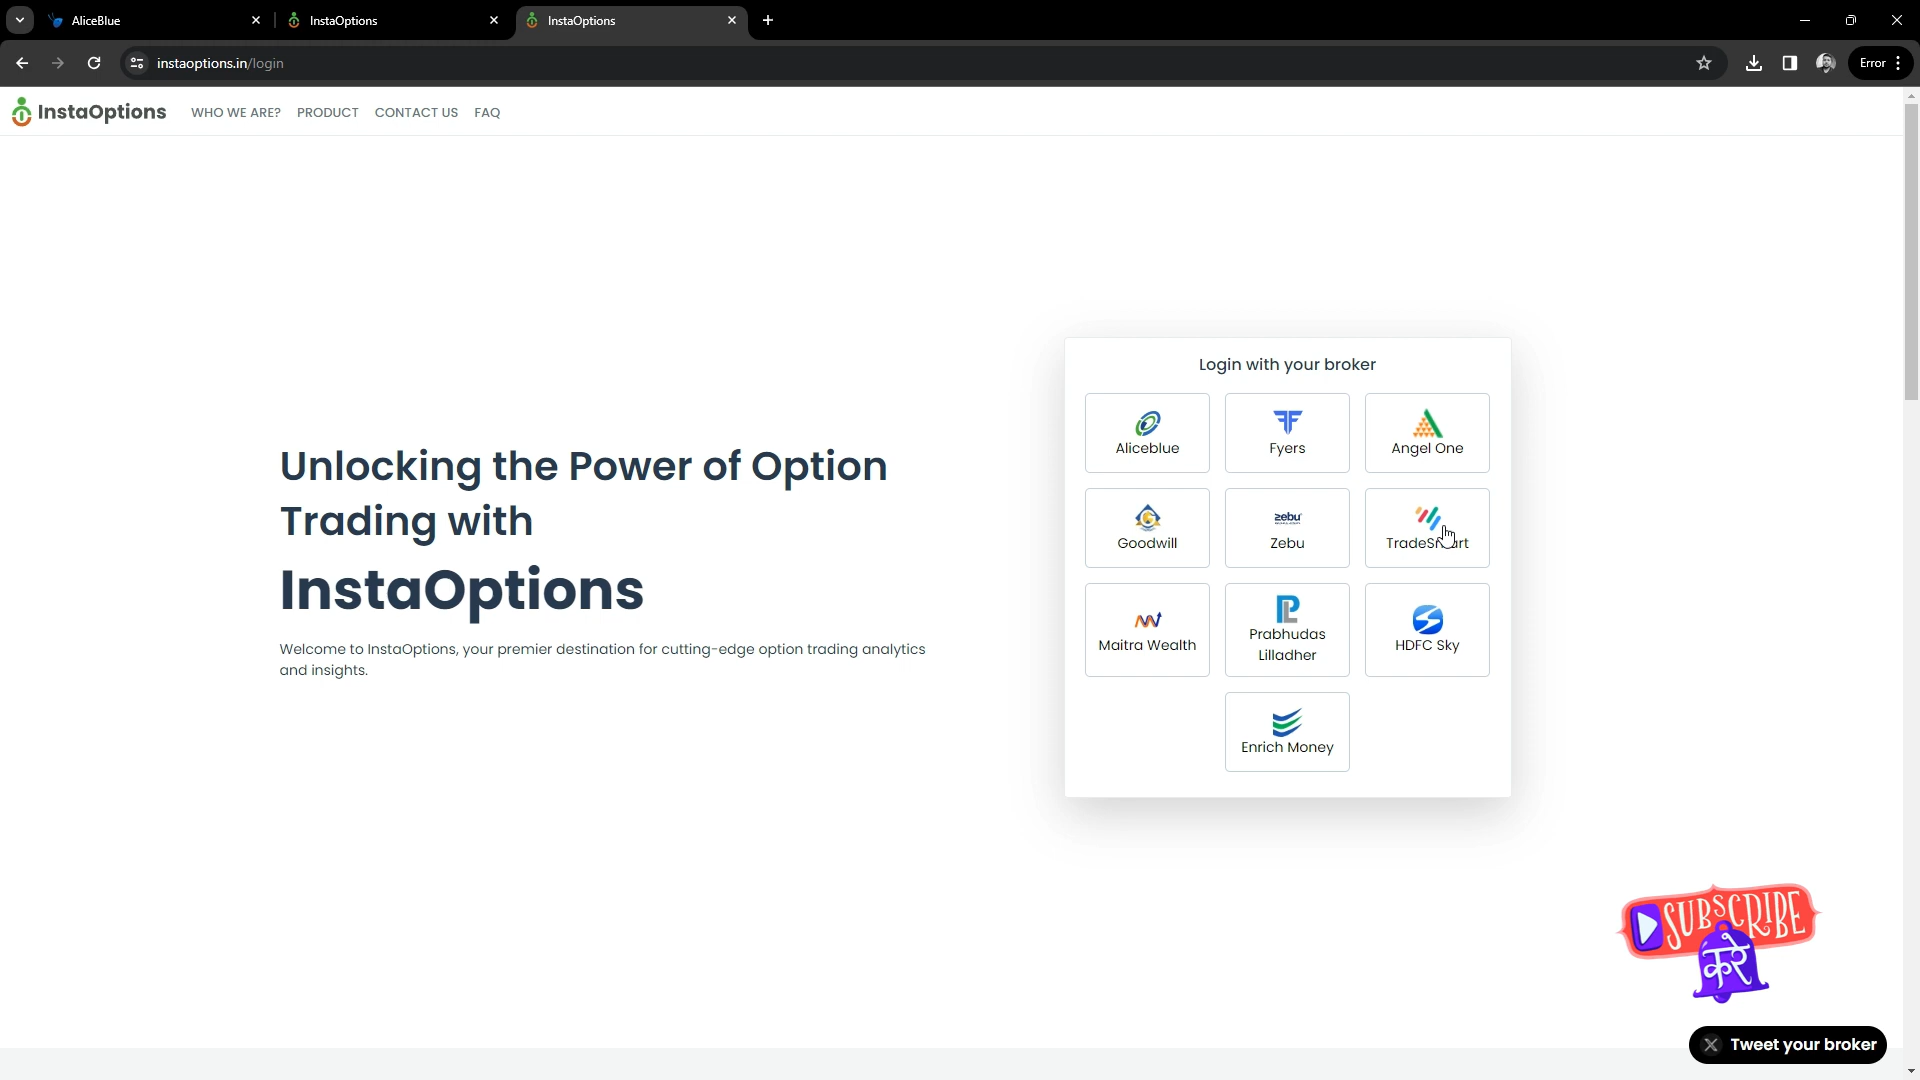 AliceBlue
InstaOptions
InstaOptions
instaoptions.in/login
Error
InstaOptions
WHO WE ARE?
PRODUCT
CONTACT US
FAQ
Unlocking the Power of Option
Trading with
InstaOptions
Welcome to InstaOptions, your premier destination for cutting-edge option trading analytics
and insights.
Login with your broker
Aliceblue
Fyers
Angel One
Goodwill
zebu
Zebu
TradeSmart
Maitra Wealth
Prabhudas
Lilladher
HDFC Sky
Enrich Money
SUBSCRIBE
करे
Tweet your broker